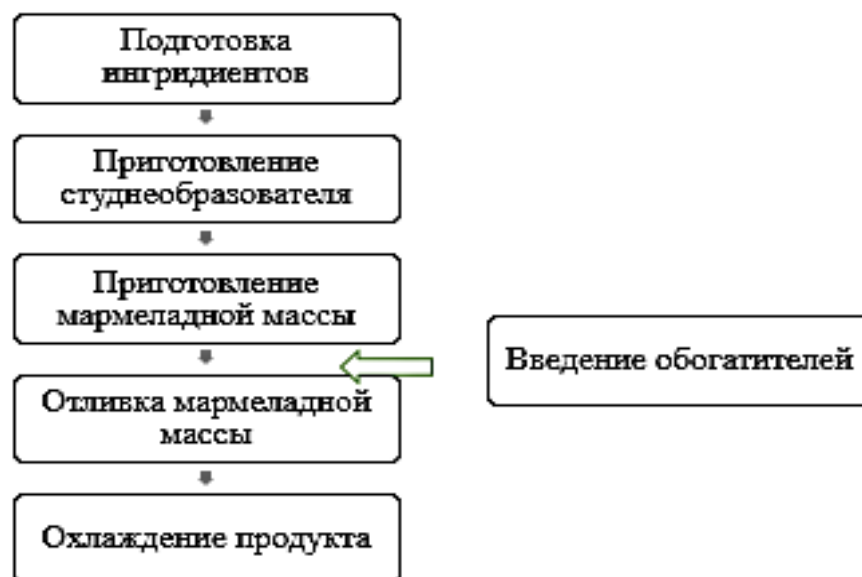 Подготовка
ингридиентов
Приготовление
студнеобразователя
Приготовление
мармеладной массы
Введение обогатителей
Отливка мармеладной
массы
Охлаждение продукта